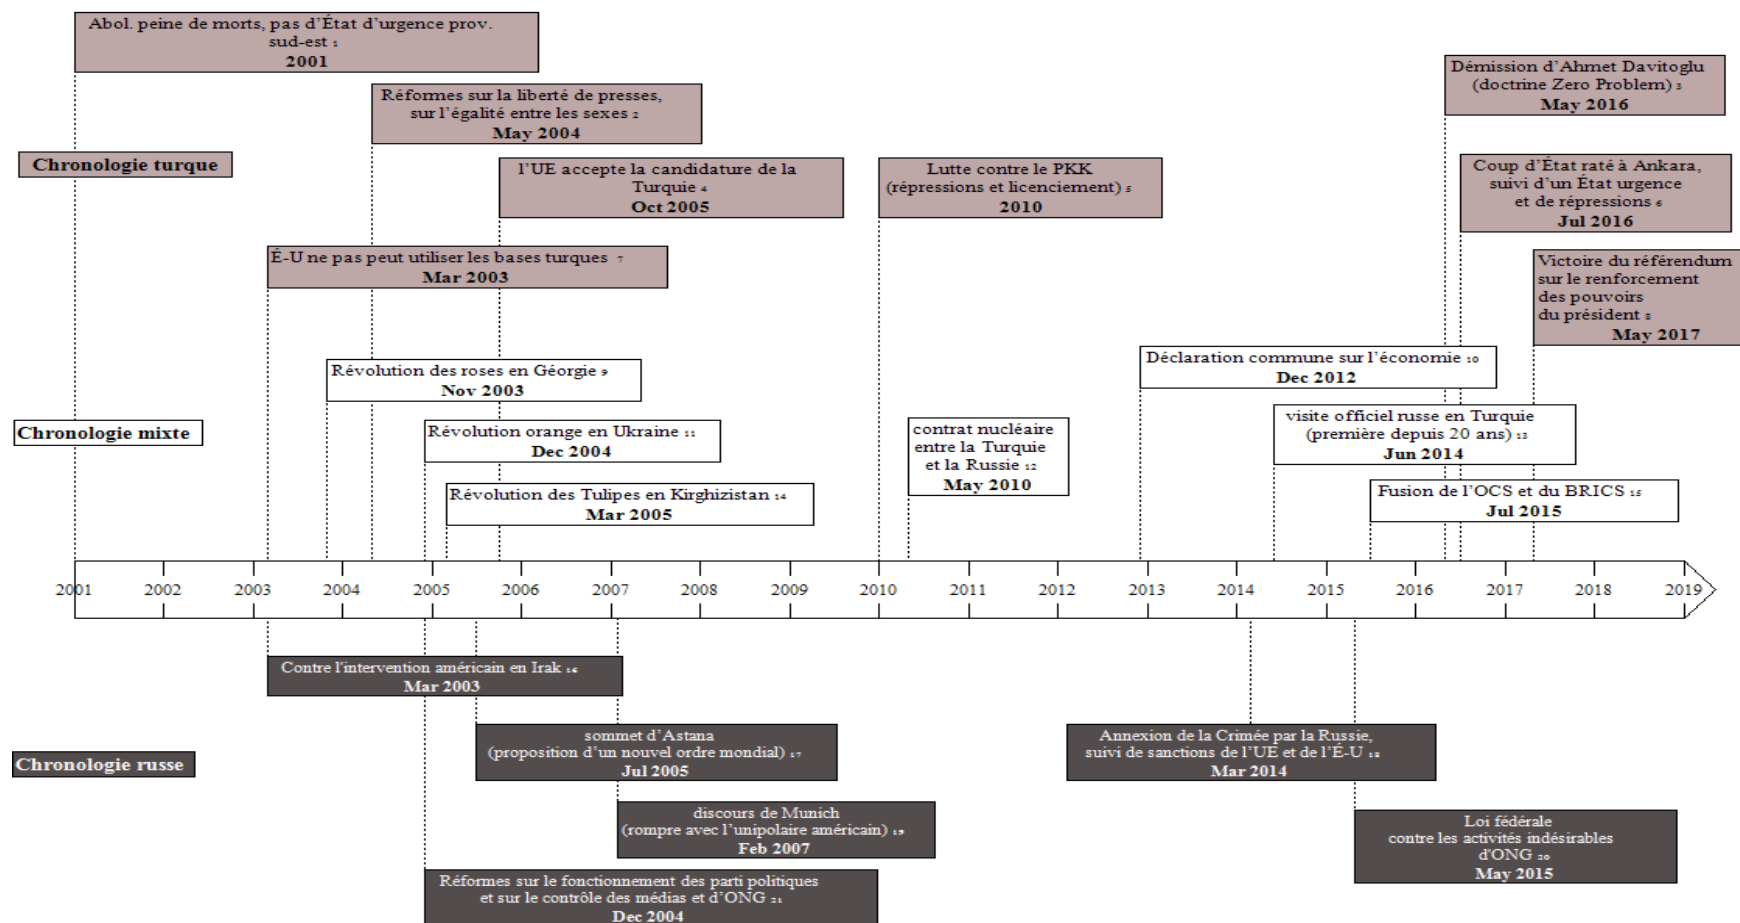 Abol. peine de morts, pas d'État d'urgence prov.
sud-est 1
2001
Réformes sur la liberté de presses,
sur l'égalité entre les sexes 2
May 2004
Démission d'Ahmet Davitoglu
(doctrine Zero Problem) 3
May 2016
Chronologie turque
l'UE accepte la candidature de la
Turquie 4
Oct 2005
Lutte contre le PKK
(répressions et licenciement) 5
2010
Coup d'État raté à Ankara,
suivi d'un État urgence
et de répressions 6
Jul 2016
É-U ne pas peut utiliser les bases turques 7
Mar 2003
Victoire du référendum
sur le renforcement
des pouvoirs
du président 8
May 2017
Révolution des roses en Géorgie 9
Nov 2003
Déclaration commune sur l'économie 10
Dec 2012
Chronologie mixte
Révolution orange en Ukraine 11
Dec 2004
contrat nucléaire
entre la Turquie
et la Russie 12
May 2010
visite officiel russe en Turquie
(première depuis 20 ans) 13
Jun 2014
Révolution des Tulipes en Kirghizistan 14
Mar 2005
Fusion de l'OCS et du BRICS 15
Jul 2015
2001 2002 2003 2004 2005 2006 2007 2008 2009 2010 2011 2012 2013 2014 2015 2016 2017 2018 2019
Contre l'intervention américain en Irak 16
Mar 2003
Chronologie russe
sommet d'Astana
(proposition d'un nouvel ordre mondial) 17
Jul 2005
Annexion de la Crimée par la Russie,
suivi de sanctions de l'UE et de l'É-U 18
Mar 2014
discours de Munich
(rompre avec l'unipolaire américain) 19
Feb 2007
Loi fédérale
contre les activités indésirables
d'ONG 20
May 2015
Réformes sur le fonctionnement des parti politiques
et sur le contrôle des médias et d'ONG 21
Dec 2004